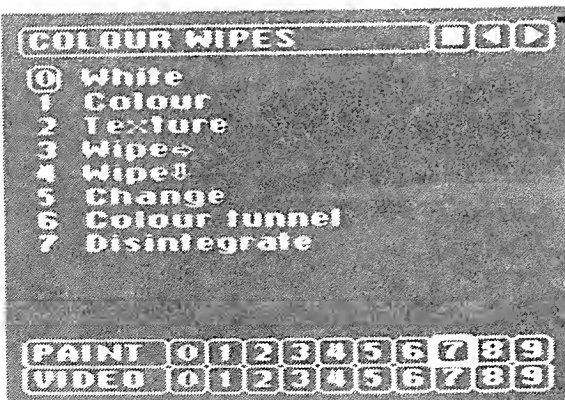 COLOUR WIPES
0 White
1 Colour
2 Texture
3 Wipe⇨
4 Wipe⇩
5 Change
6 Colour tunnel
7 Disintegrate
PAINT 0 1 2 3 4 5 6 7 8 9
VIDEO 0 1 2 3 4 5 6 7 8 9